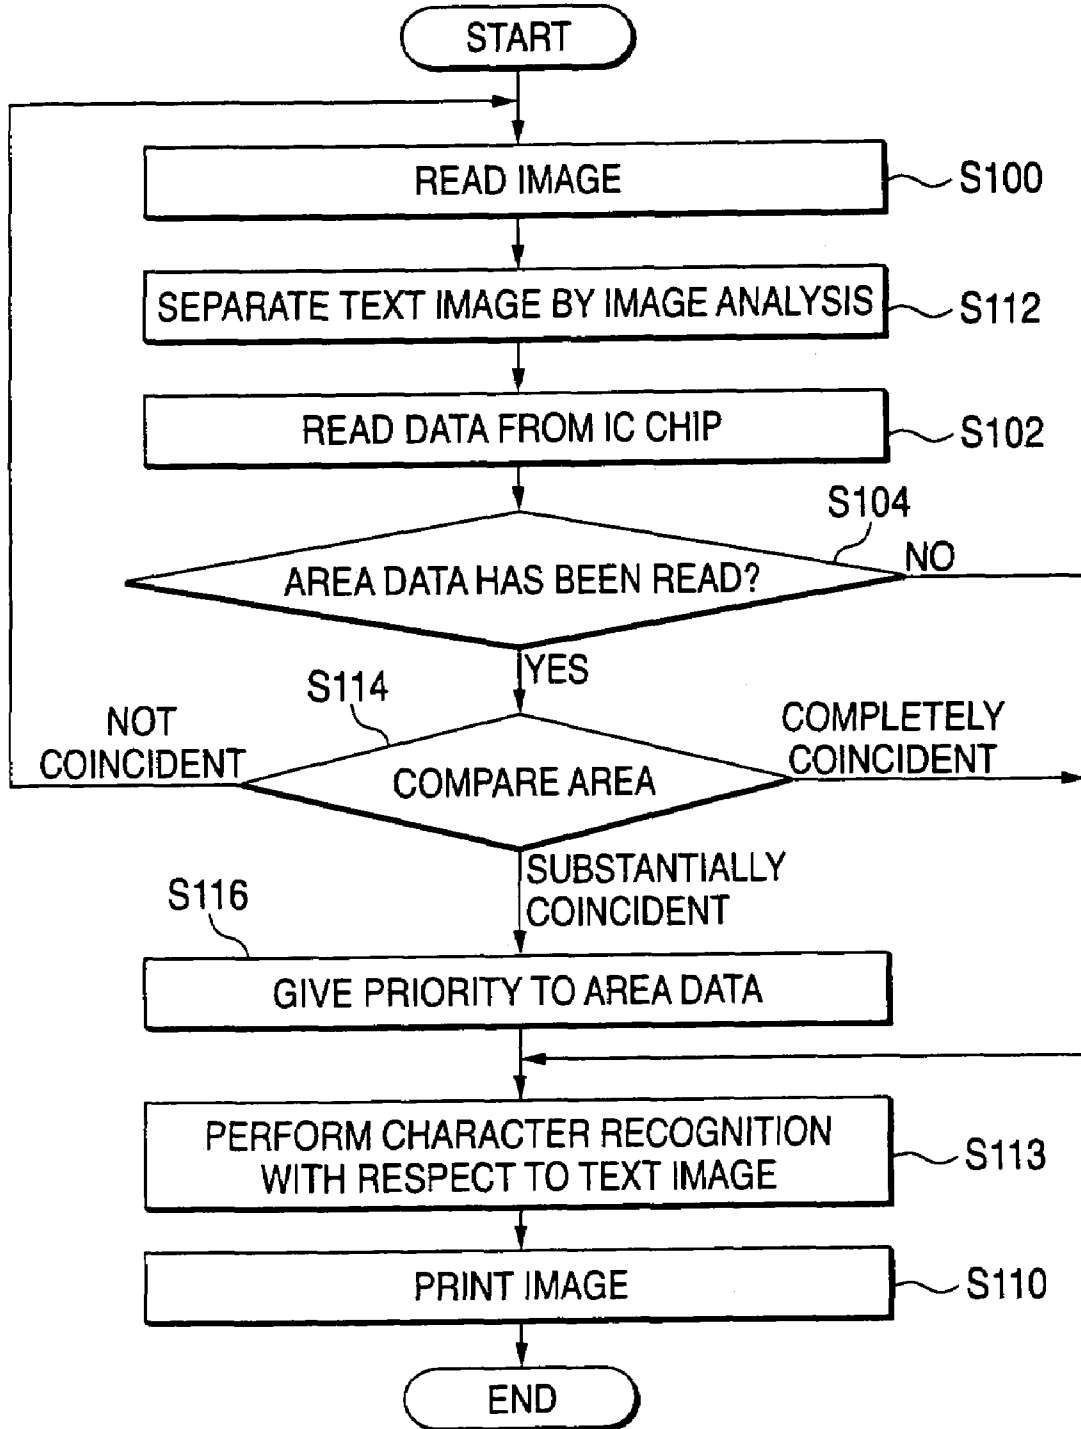 START
READ IMAGE
S100
SEPARATE TEXT IMAGE BY IMAGE ANALYSIS
S112
READ DATA FROM IC CHIP
S102
S104
AREA DATA HAS BEEN READ?
NO
YES
S114
NOT
COINCIDENT
COMPARE AREA
COMPLETELY
COINCIDENT
SUBSTANTIALLY
COINCIDENT
S116
GIVE PRIORITY TO AREA DATA
PERFORM CHARACTER RECOGNITION
WITH RESPECT TO TEXT IMAGE
S113
PRINT IMAGE
S110
END